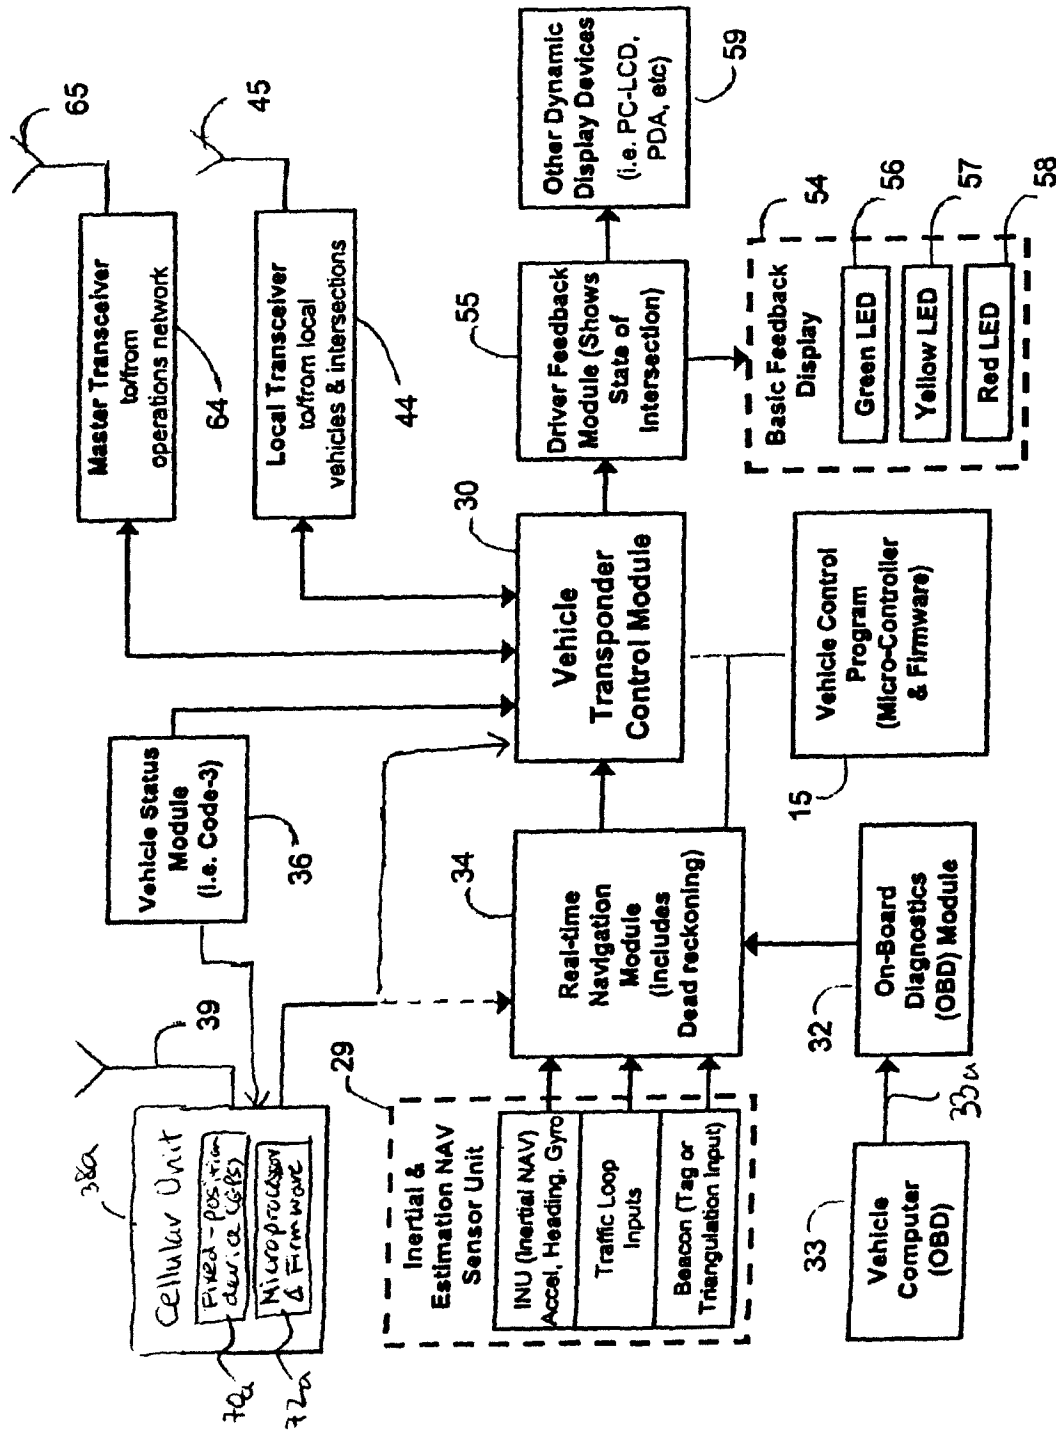 38a
Cellular Unit
Fixed-position
device (GPS)
Microprocessor
& Firmware
70a
72a
39
Vehicle Status
Module
(i.e. Code-3)
36
Master Transceiver
to/from
operations network
64
65
Local Transceiver
to/from local
vehicles & intersections
44
45
29
Inertial &
Estimation NAV
Sensor Unit
INU (Inertial NAV)
Accel, Heading, Gyro
Traffic Loop
Inputs
Beacon (Tag or
Triangulation Input)
34
Real-time
Navigation
Module
(Includes
Dead reckoning)
30
Vehicle
Transponder
Control Module
55
Driver Feedback
Module (Shows
State of
Intersection)
Other Dynamic
Display Devices
(i.e. PC-LCD,
PDA, etc)
59
33
Vehicle
Computer
(OBD)
33a
32
On-Board
Diagnostics
(OBD) Module
15
Vehicle Control
Program
(Micro-Controller
& Firmware)
Basic Feedback
Display
54
Green LED
56
Yellow LED
57
Red LED
58